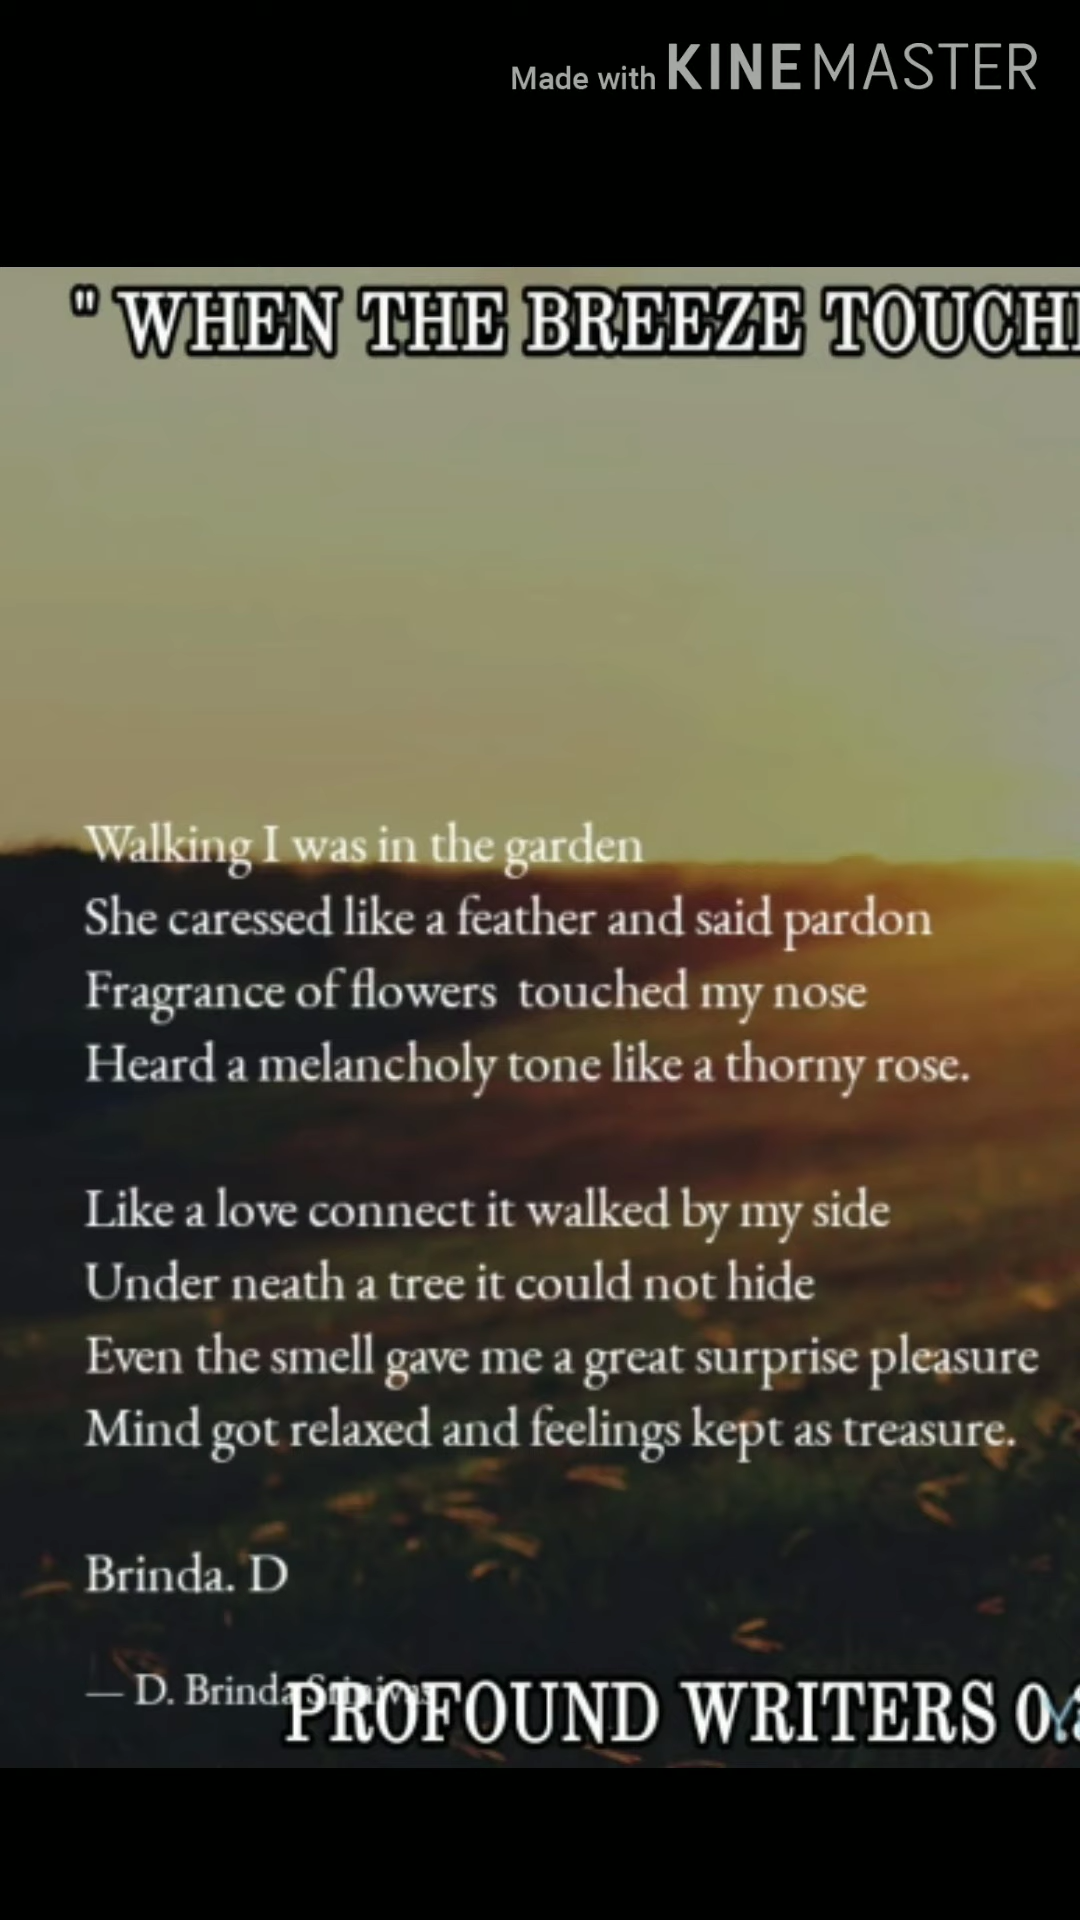 Made with KINEMASTER
" WHEN THE BREEZE
Walking I was in the garden
She caressed like a feather and said pardon
Fragrance of flowers  touched my nose
Heard a melancholy tone like a thorny rose.
Like a love connect it walked by my side
Under neath a tree it could not hide
Even the smell gave me a great surprise pleasure
Mind got relaxed and feelings kept as treasure.
Brinda. D
— D. Brinda
PROFOUND WRITERS